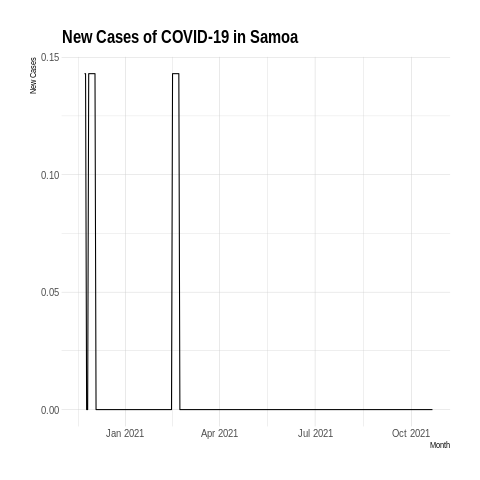 New Cases of COVID-19 in Samoa
New Cases
0.15
0.10
0.05
0.00
Jan 2021 Apr 2021 Jul 2021 Oct 2021
Month